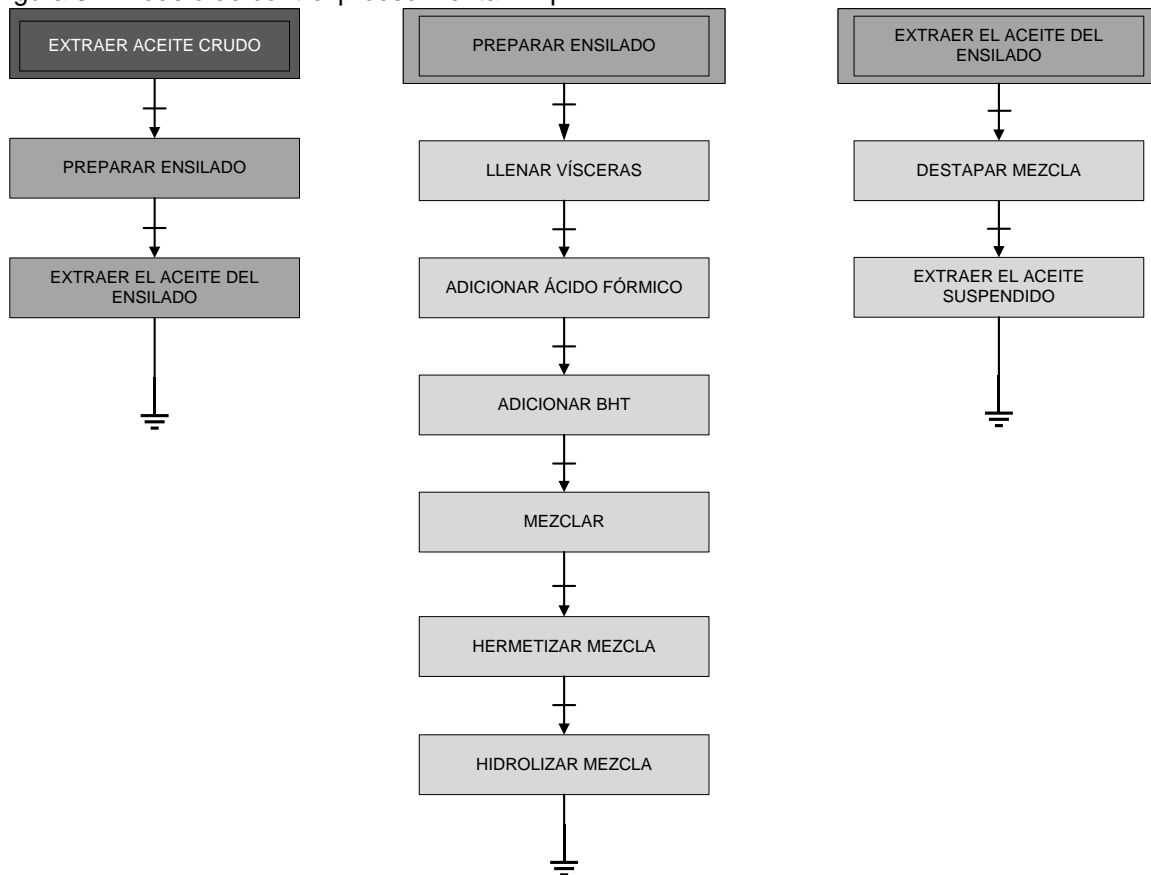 EXTRAER ACEITE CRUDO
PREPARAR ENSILADO
EXTRAER EL ACEITE DEL
ENSILADO
PREPARAR ENSILADO
LLENAR VÍSCERAS
ADICIONAR ÁCIDO FÓRMICO
ADICIONAR BHT
MEZCLAR
HERMETIZAR MEZCLA
HIDROLIZAR MEZCLA
EXTRAER EL ACEITE DEL
ENSILADO
DESTAPAR MEZCLA
EXTRAER EL ACEITE
SUSPENDIDO